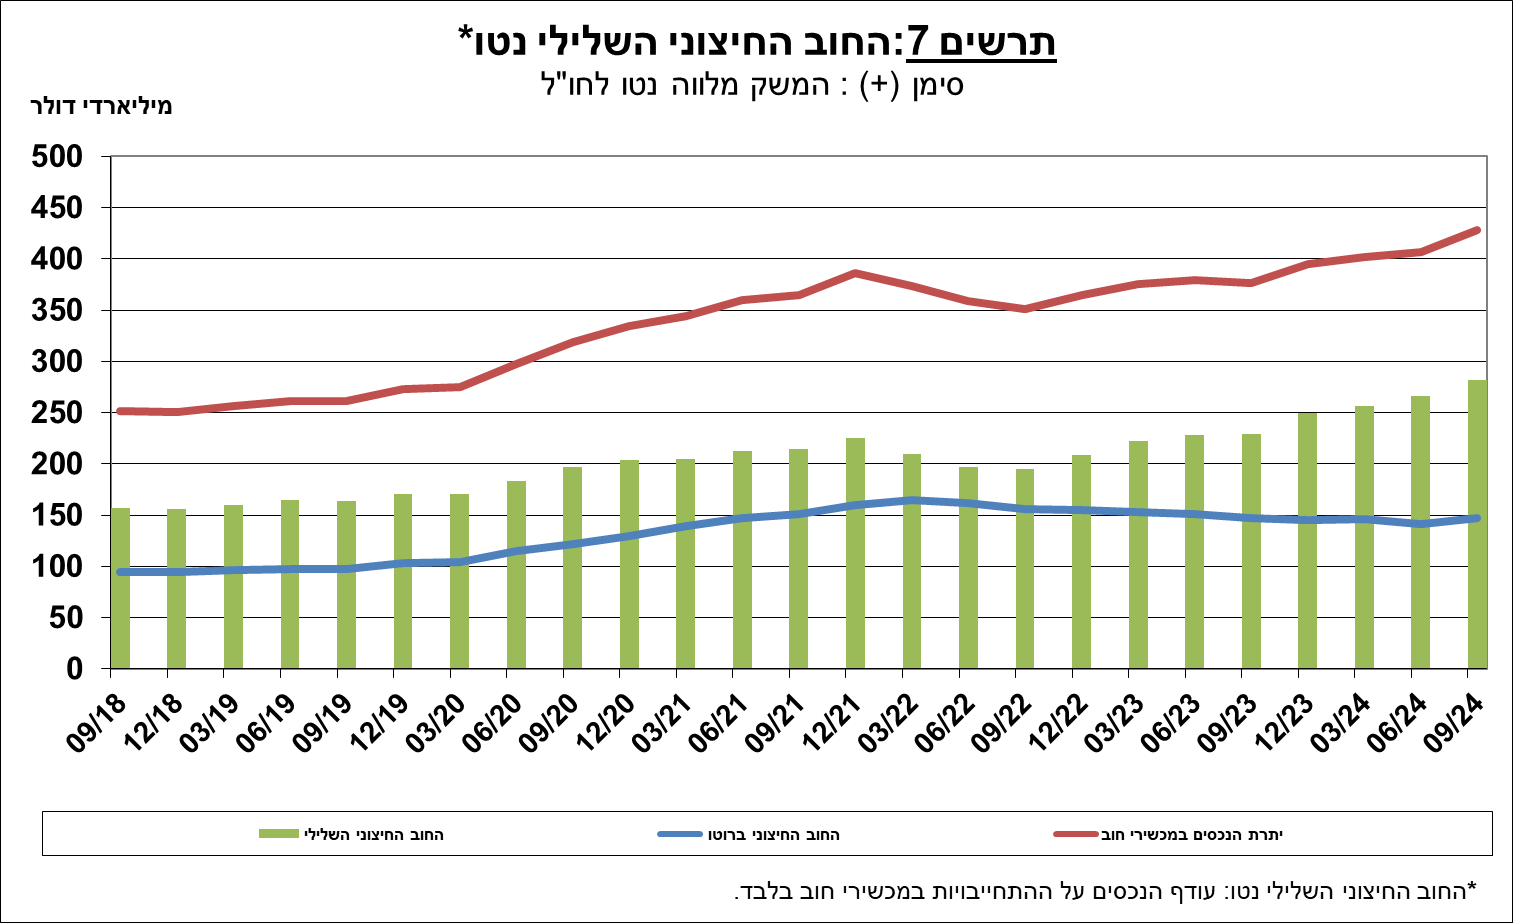 תרשים 7:החוב החיצוני השלילי נטו*
סימן (+) : המשק מלווה נטו לחו"ל
מיליארדי דולר
500
450
400
350
300
250
200
150
100
50
0
09/18 12/18 03/19 06/19 09/19 12/19 03/20 06/20 09/20 12/20 03/21 06/21 09/21 12/21 03/22 06/22 09/22 12/22 03/23 06/23 09/23 12/23 03/24 06/24 09/24
יתרת הנכסים במכשירי חוב החוב החיצוני ברוטו החוב החיצוני השלילי
*החוב החיצוני השלילי נטו: עודף הנכסים על ההתחייבויות במכשירי חוב בלבד.